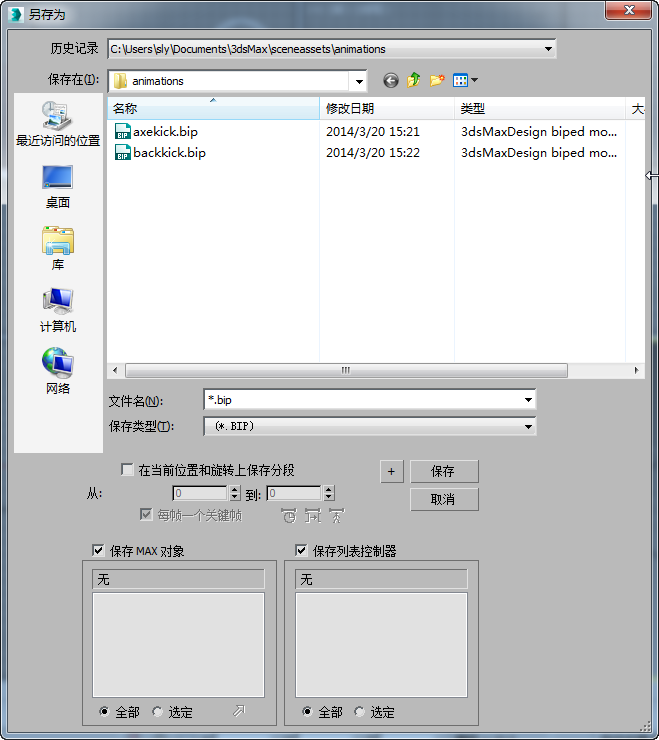 另存为
历史记录 C:\Users\sly\Documents\3dsMax\sceneassets\animations
保存在(I): animations
最近访问的位置
桌面
库
计算机
网络
名称 修改日期 类型 大
axekick.bip 2014/3/20 15:21 3dsMaxDesign biped mo...
backkick.bip 2014/3/20 15:22 3dsMaxDesign biped mo...
文件名(N): *.bip
保存类型(T): (*.BIP)
在当前位置和旋转上保存分段 + 保存
从: 0 到: 0 取消
每帧一个关键帧
保存 MAX 对象 保存列表控制器
无 无
全部 选定 全部 选定